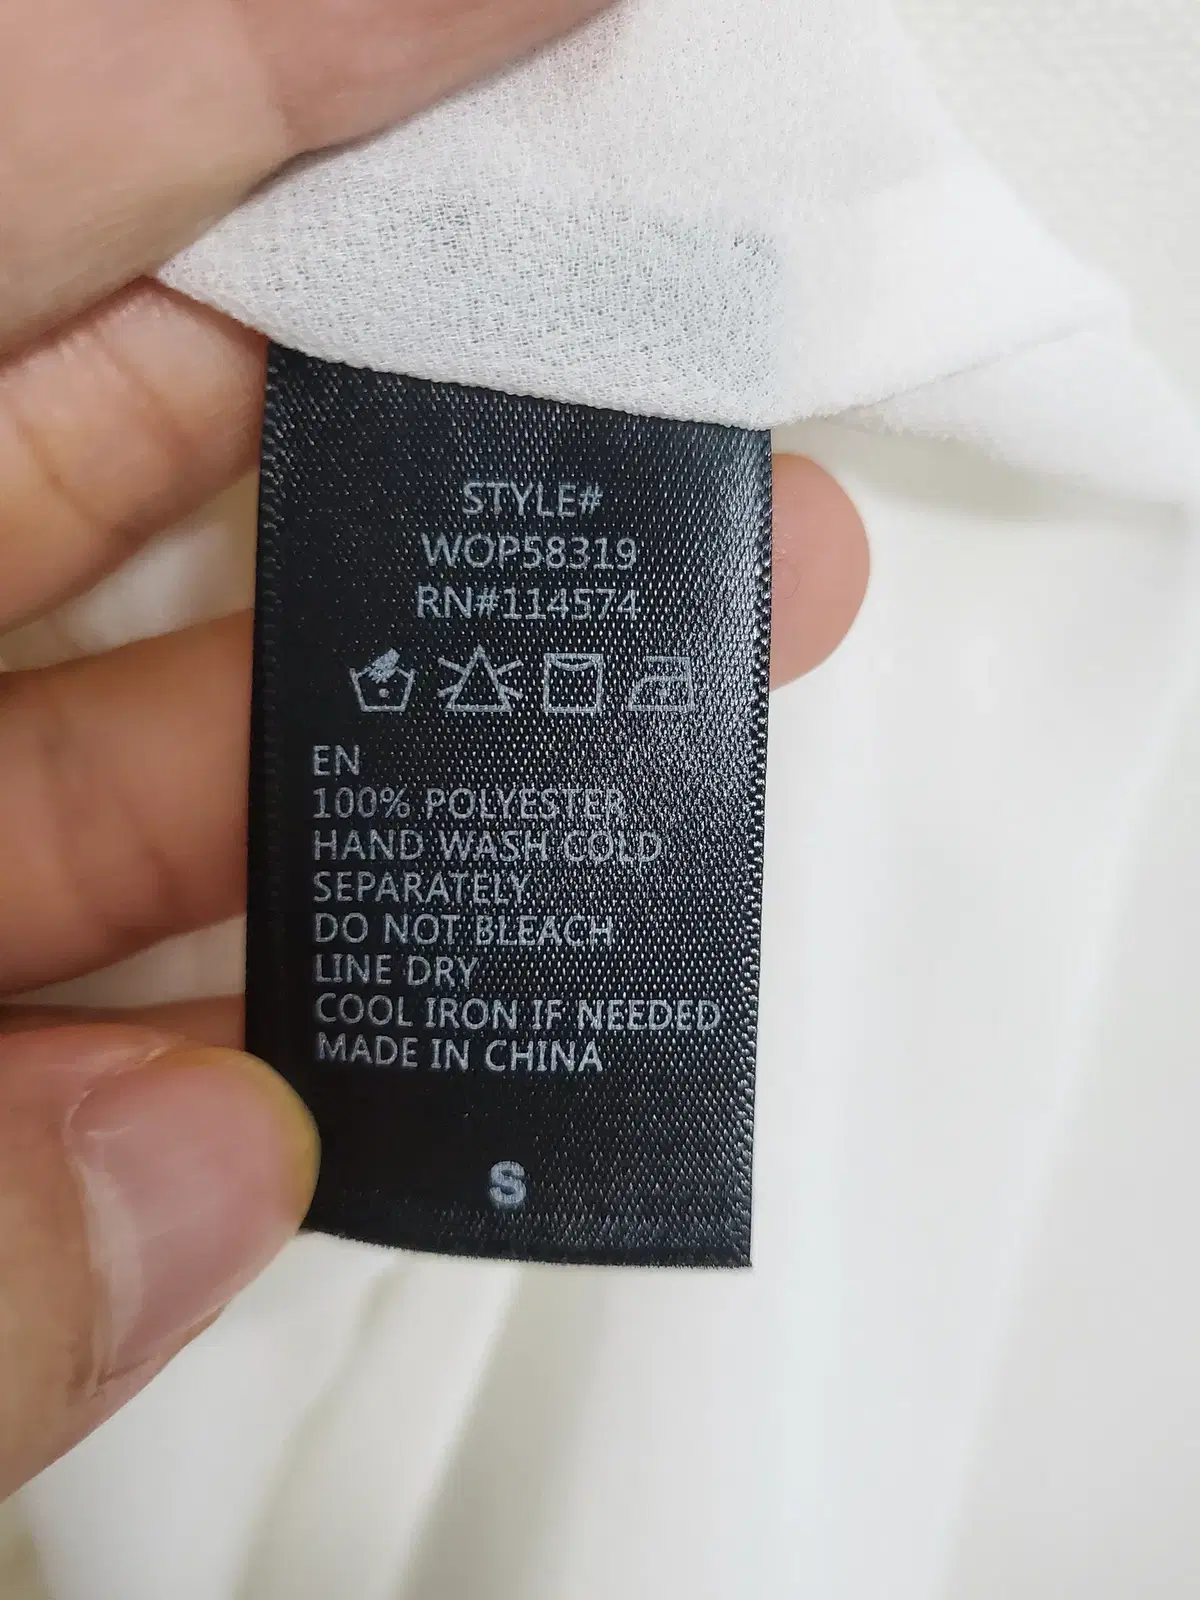 STYLE#
WOP58319
RN#114574
EN
100% POLYESTER
HAND WASH COLD
SEPARATELY
DO NOT BLEACH
LINE DRY
COOL IRON IF NEEDED
MADE IN CHINA
S